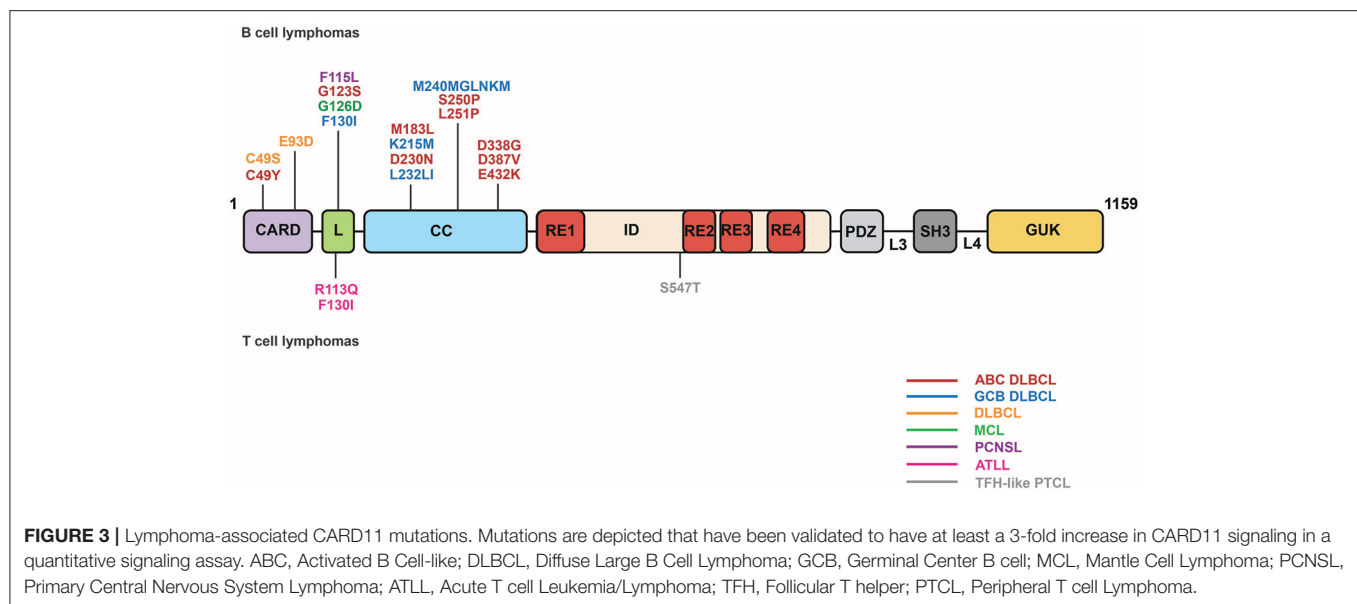 B cell lymphomas
F115L
G123S
G126D
F130I
M240MGLNKM
S250P
L251P
E93D
M183L
K215M
D230N
L232LI
D338G
D387V
E432K
C49S
C49Y
1
1159
CARD
L
CC
RE1
ID
RE2
RE3
RE4
PDZ
L3
SH3
L4
GUK
R113Q
F130I
S547T
T cell lymphomas
ABC DLBCL
GCB DLBCL
DLBCL
MCL
PCNSL
ATLL
TFH-like PTCL
FIGURE 3 | Lymphoma-associated CARD11 mutations. Mutations are depicted that have been validated to have at least a 3-fold increase in CARD11 signaling in a
quantitative signaling assay. ABC, Activated B Cell-like; DLBCL, Diffuse Large B Cell Lymphoma; GCB, Germinal Center B cell; MCL, Mantle Cell Lymphoma; PCNSL,
Primary Central Nervous System Lymphoma; ATLL, Acute T cell Leukemia/Lymphoma; TFH, Follicular T helper; PTCL, Peripheral T cell Lymphoma.